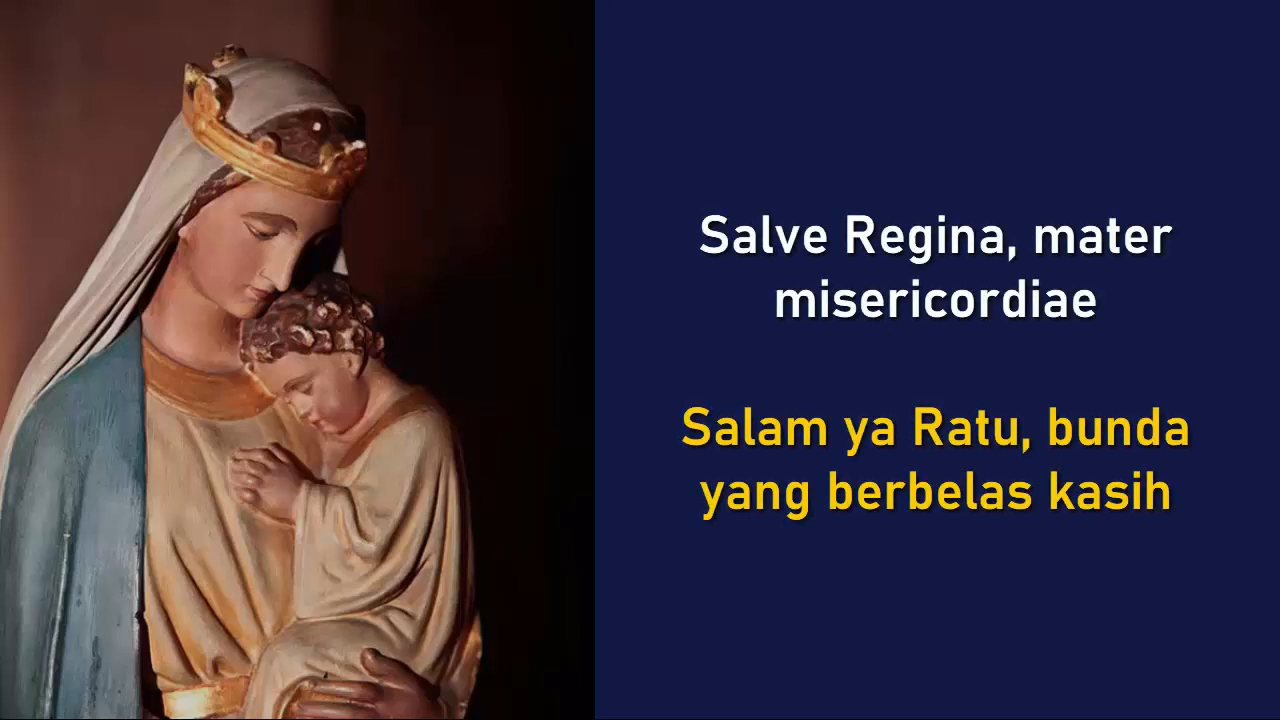 Salve Regina, mater
misericordiae
Salam ya Ratu, bunda
yang berbelas kasih